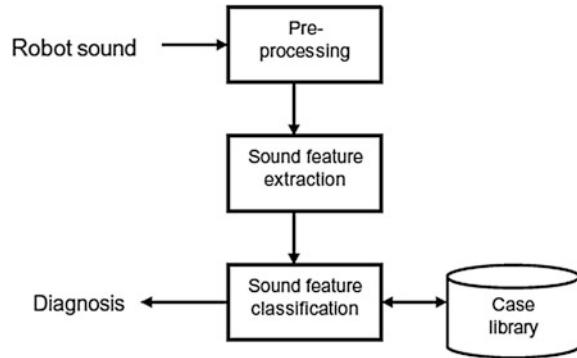 Robot sound
Pre-
processing
Sound feature
extraction
Sound feature
classification
Diagnosis
Case
library